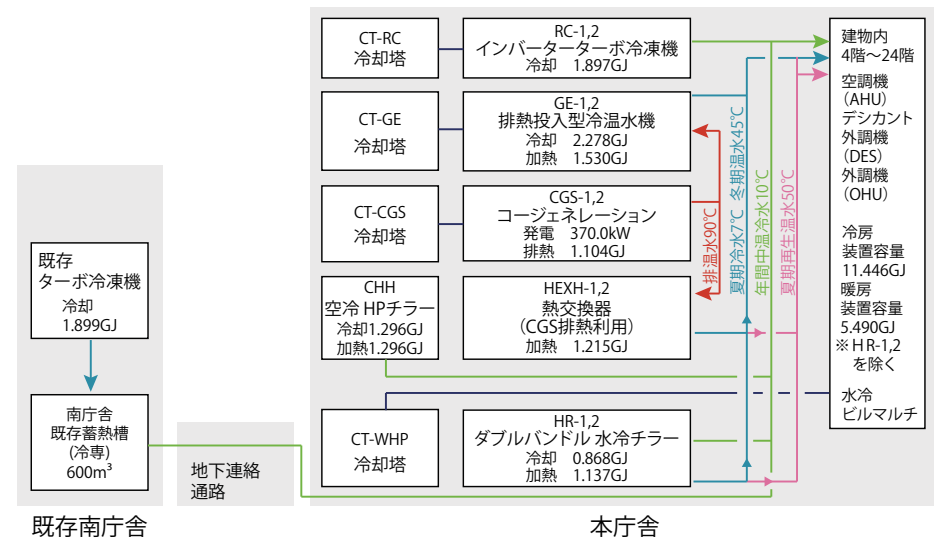 CT-RC
冷却塔
RC-1,2
インバーターターボ冷凍機
冷却 1.897GJ
CT-GE
冷却塔
GE-1,2
排熱投入型冷温水機
冷却 2.278GJ
加熱 1.530GJ
CT-CGS
冷却塔
CGS-1,2
コージェネレーション
発電 370.0kW
排熱 1.104GJ
CHH
空冷 HPチラー
冷却1.296GJ
加熱1.296GJ
HEXH-1,2
熱交換器
(CGS排熱利用)
加熱 1.215GJ
CT-WHP
冷却塔
HR-1,2
ダブルバンドル 水冷チラー
冷却 0.868GJ
加熱 1.137GJ
排温水90℃
夏期冷水7℃ 冬期温水45℃
年間中温冷水10℃
夏期再生温水50℃
建物内
4階～24階
空調機
(AHU)
デシカント
外調機
(DES)
外調機
(OHU)
冷房
装置容量
11.446GJ
暖房
装置容量
5.490GJ
※HR-1,2
を除く
水冷
ビルマルチ
既存
ターボ冷凍機
冷却
1.899GJ
南庁舎
既存蓄熱槽
(冷専)
600m³
地下連絡
通路
既存南庁舎
本庁舎